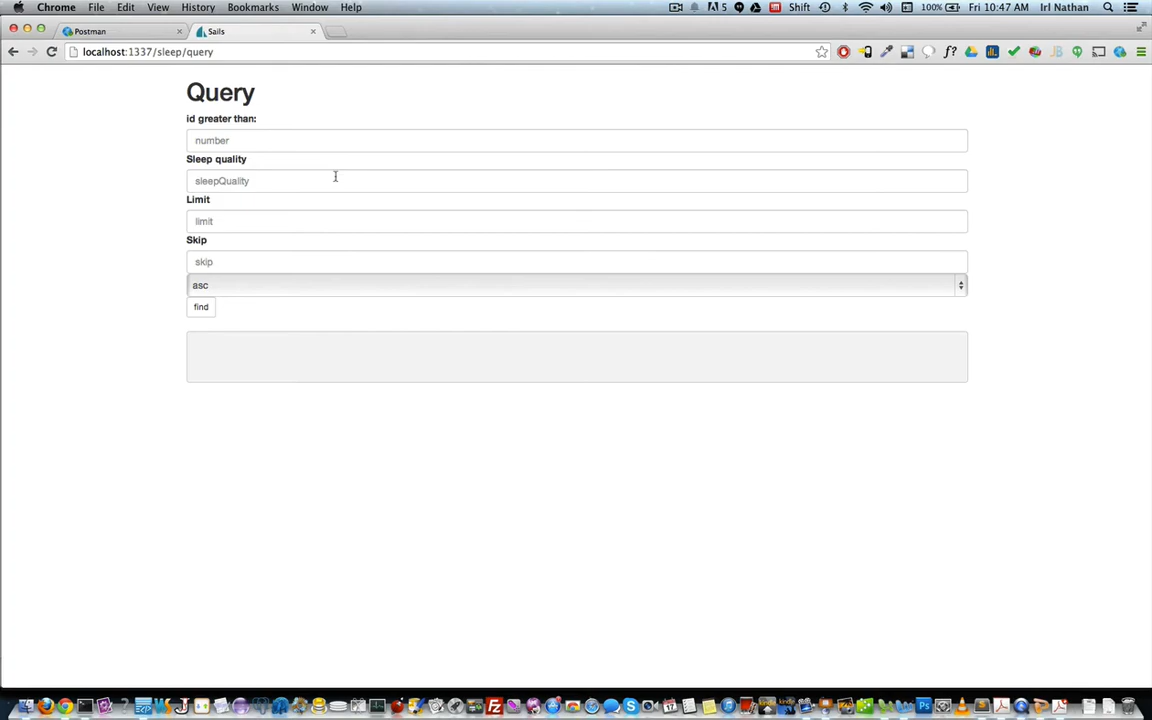 Chrome File Edit View History Bookmarks Window Help 5 Shift 100% Fri 10:47 AM Irl Nathan
Postman Sails
localhost:1337/sleep/query f?
Query
id greater than:
number
Sleep quality
sleepQuality
Limit
limit
Skip
skip
asc
find